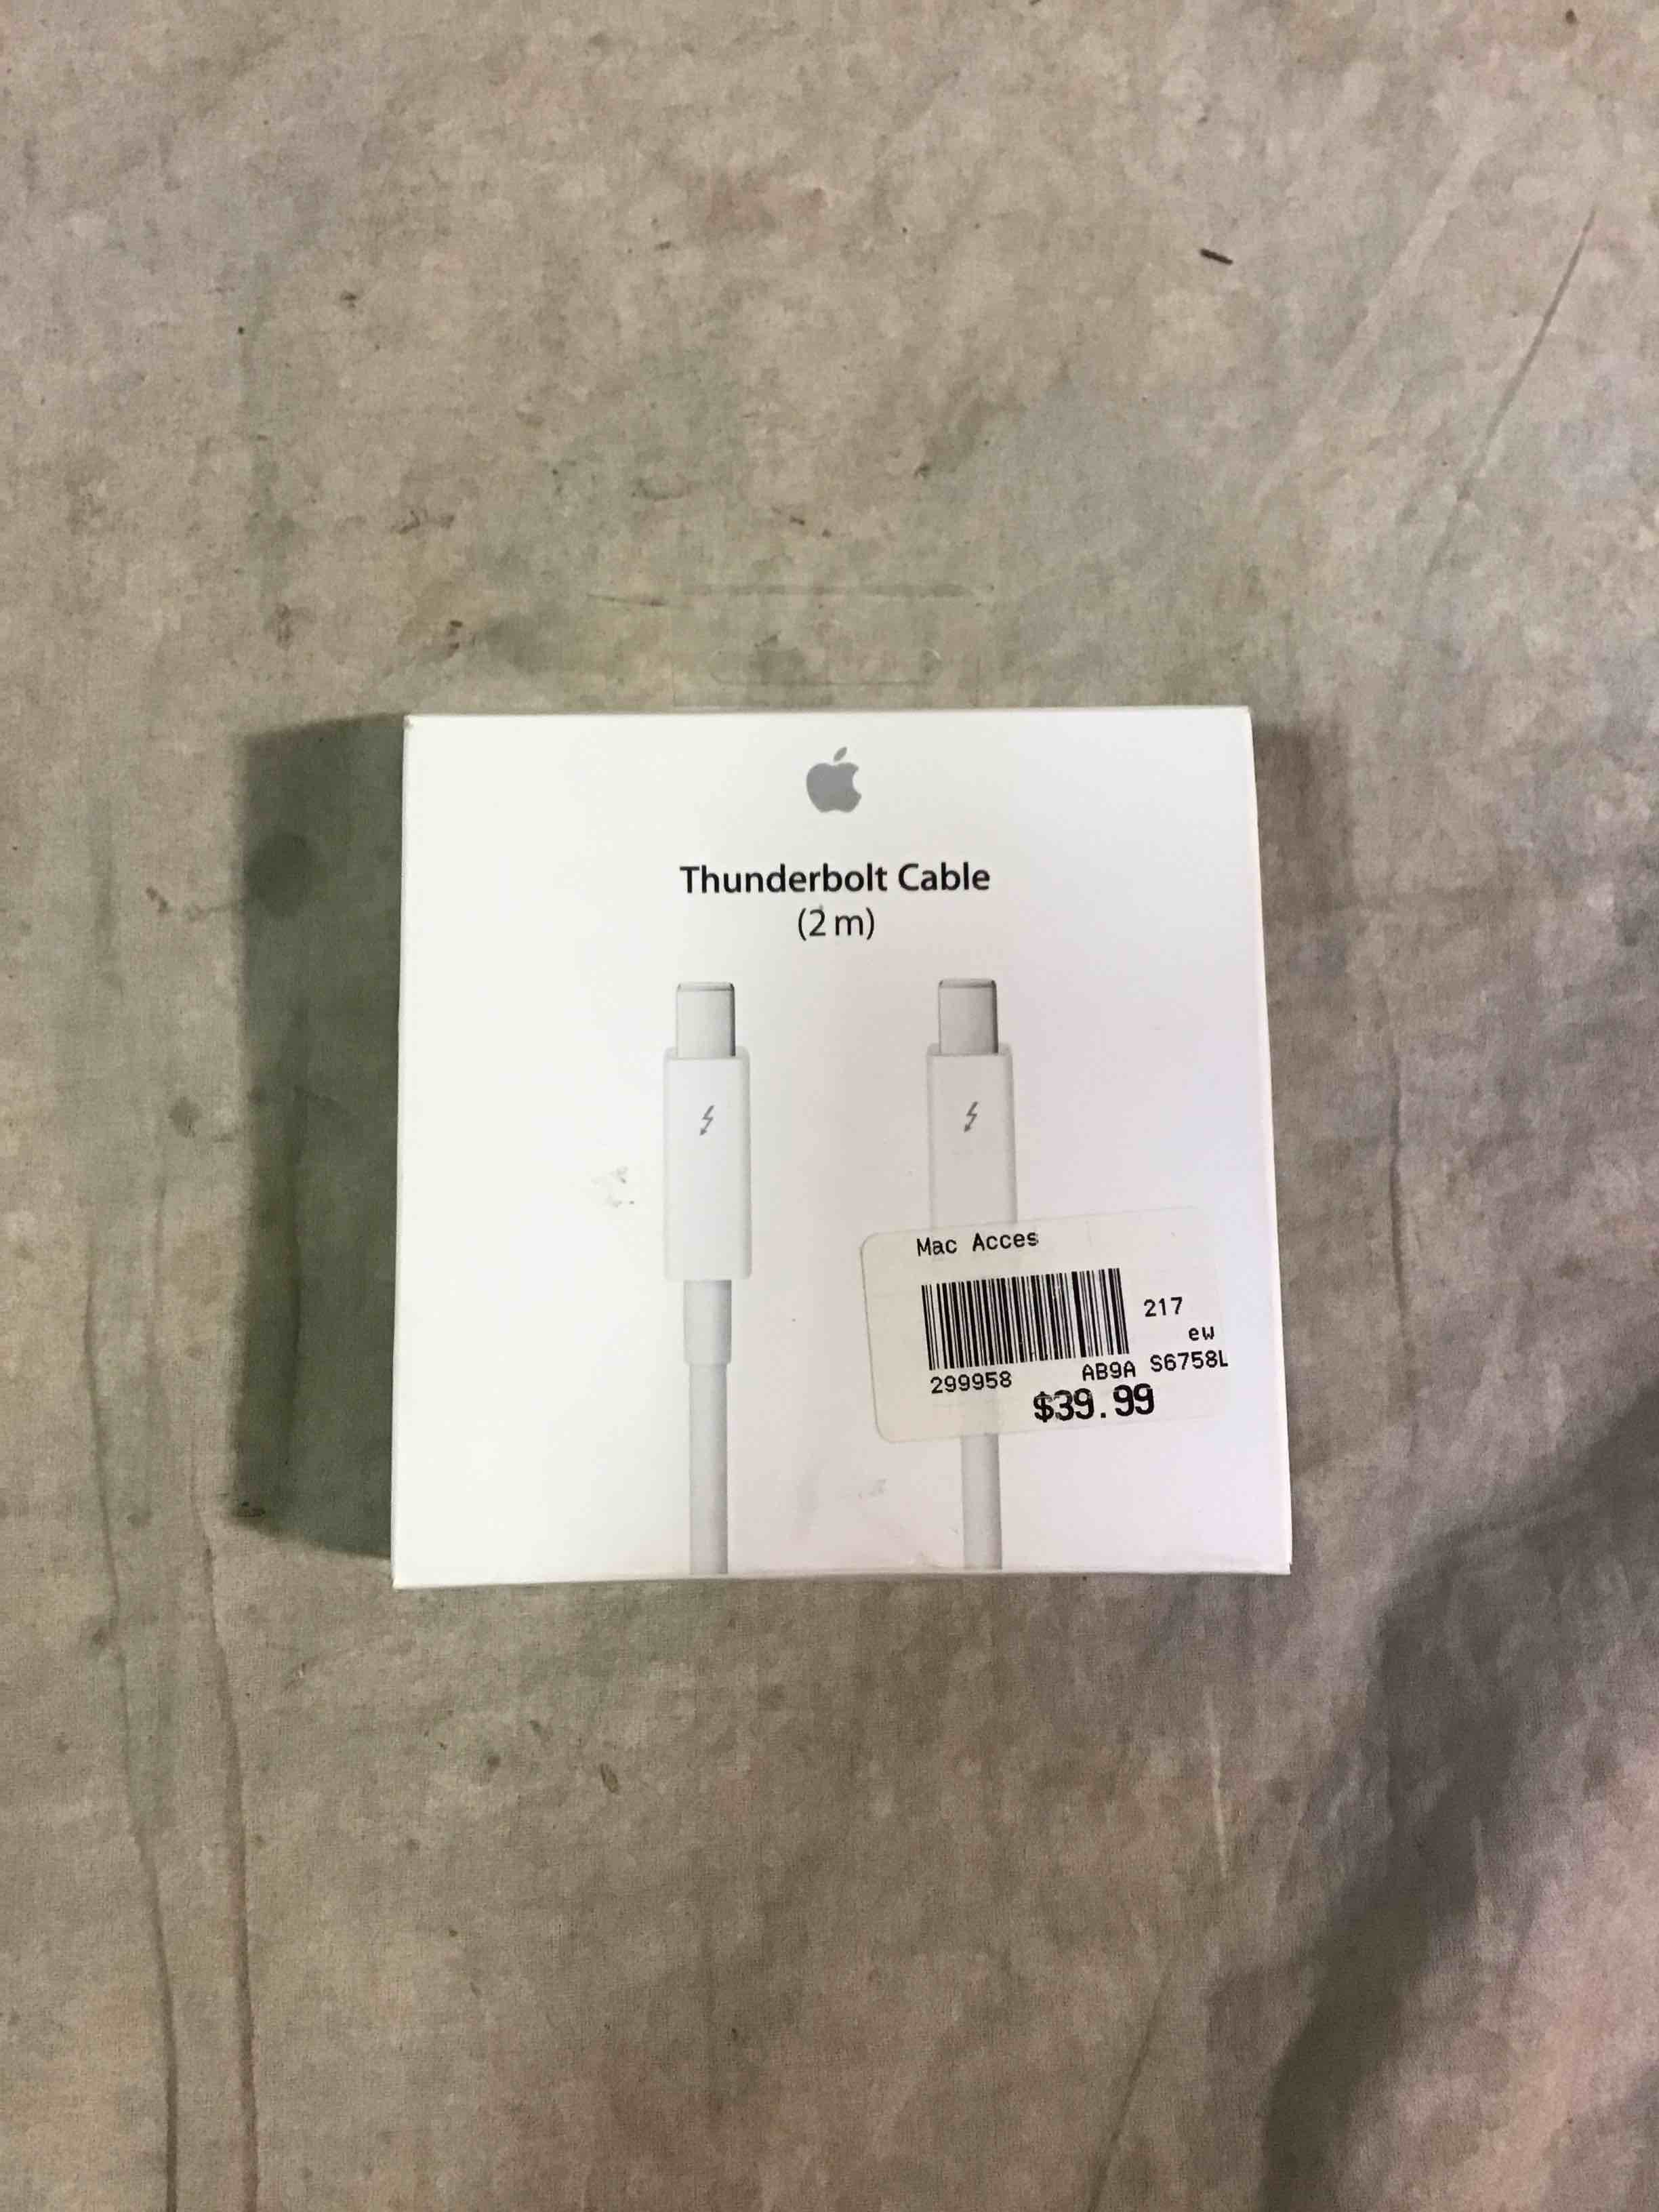 Thunderbolt Cable
(2 m)
Mac Acces
217
ew
299958 AB9A S6758L
$39.99